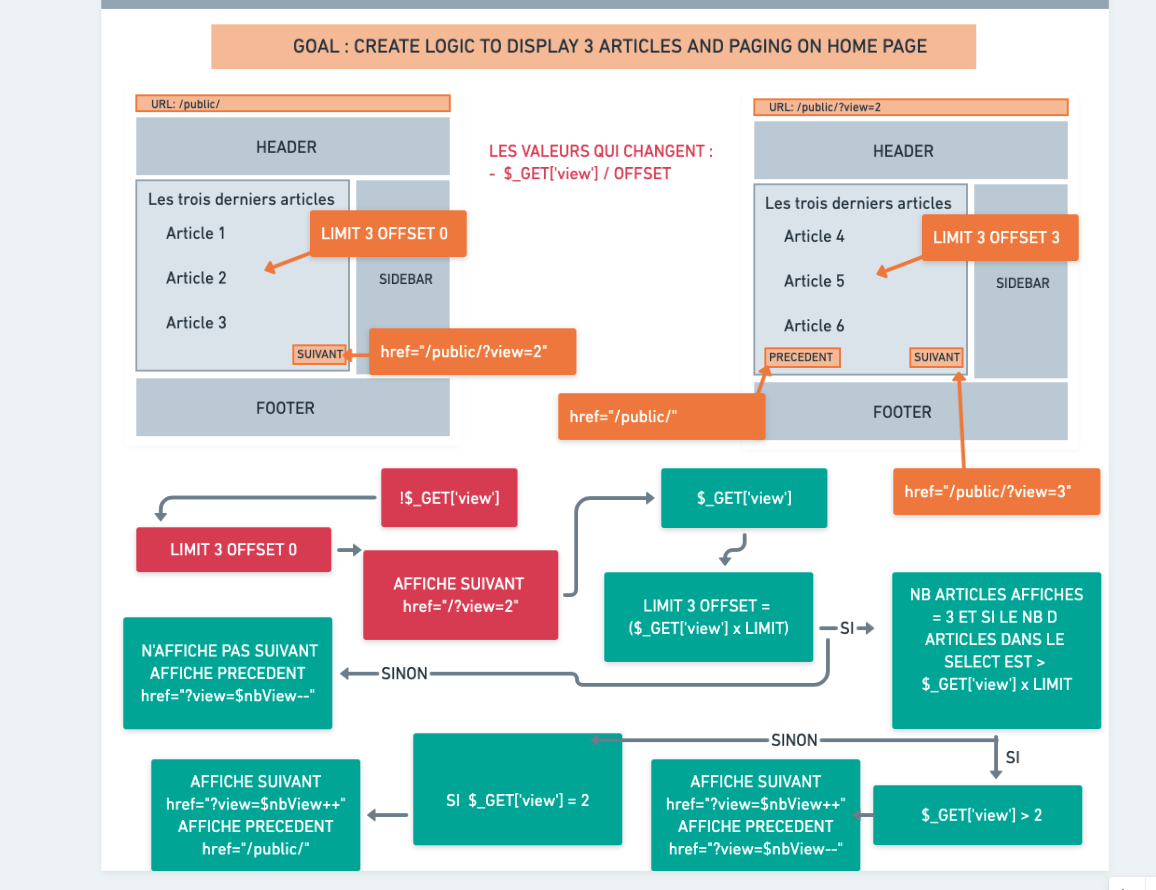 GOAL : CREATE LOGIC TO DISPLAY 3 ARTICLES AND PAGING ON HOME PAGE
URL: /public/
HEADER
Les trois derniers articles
Article 1
LIMIT 3 OFFSET 0
Article 2
SIDEBAR
Article 3
SUIVANT
href="/public/?view=2"
FOOTER
LES VALEURS QUI CHANGENT :
- $_GET['view'] / OFFSET
URL: /public/?view=2
HEADER
Les trois derniers articles
Article 4
LIMIT 3 OFFSET 3
Article 5
SIDEBAR
Article 6
PRECEDENT
SUIVANT
href="/public/"
FOOTER
href="/public/?view=3"
!$_GET['view']
LIMIT 3 OFFSET 0
AFFICHE SUIVANT
href="/?view=2"
$_GET['view']
LIMIT 3 OFFSET =
($_GET['view'] x LIMIT)
SI
NB ARTICLES AFFICHES
= 3 ET SI LE NB D
ARTICLES DANS LE
SELECT EST >
$_GET['view'] x LIMIT
SINON
N'AFFICHE PAS SUIVANT
AFFICHE PRECEDENT
href="?view=$nbView--"
SINON
SI
$_GET['view'] > 2
AFFICHE SUIVANT
href="?view=$nbView++"
AFFICHE PRECEDENT
href="?view=$nbView--"
SI $_GET['view'] = 2
AFFICHE SUIVANT
href="?view=$nbView++"
AFFICHE PRECEDENT
href="/public/"